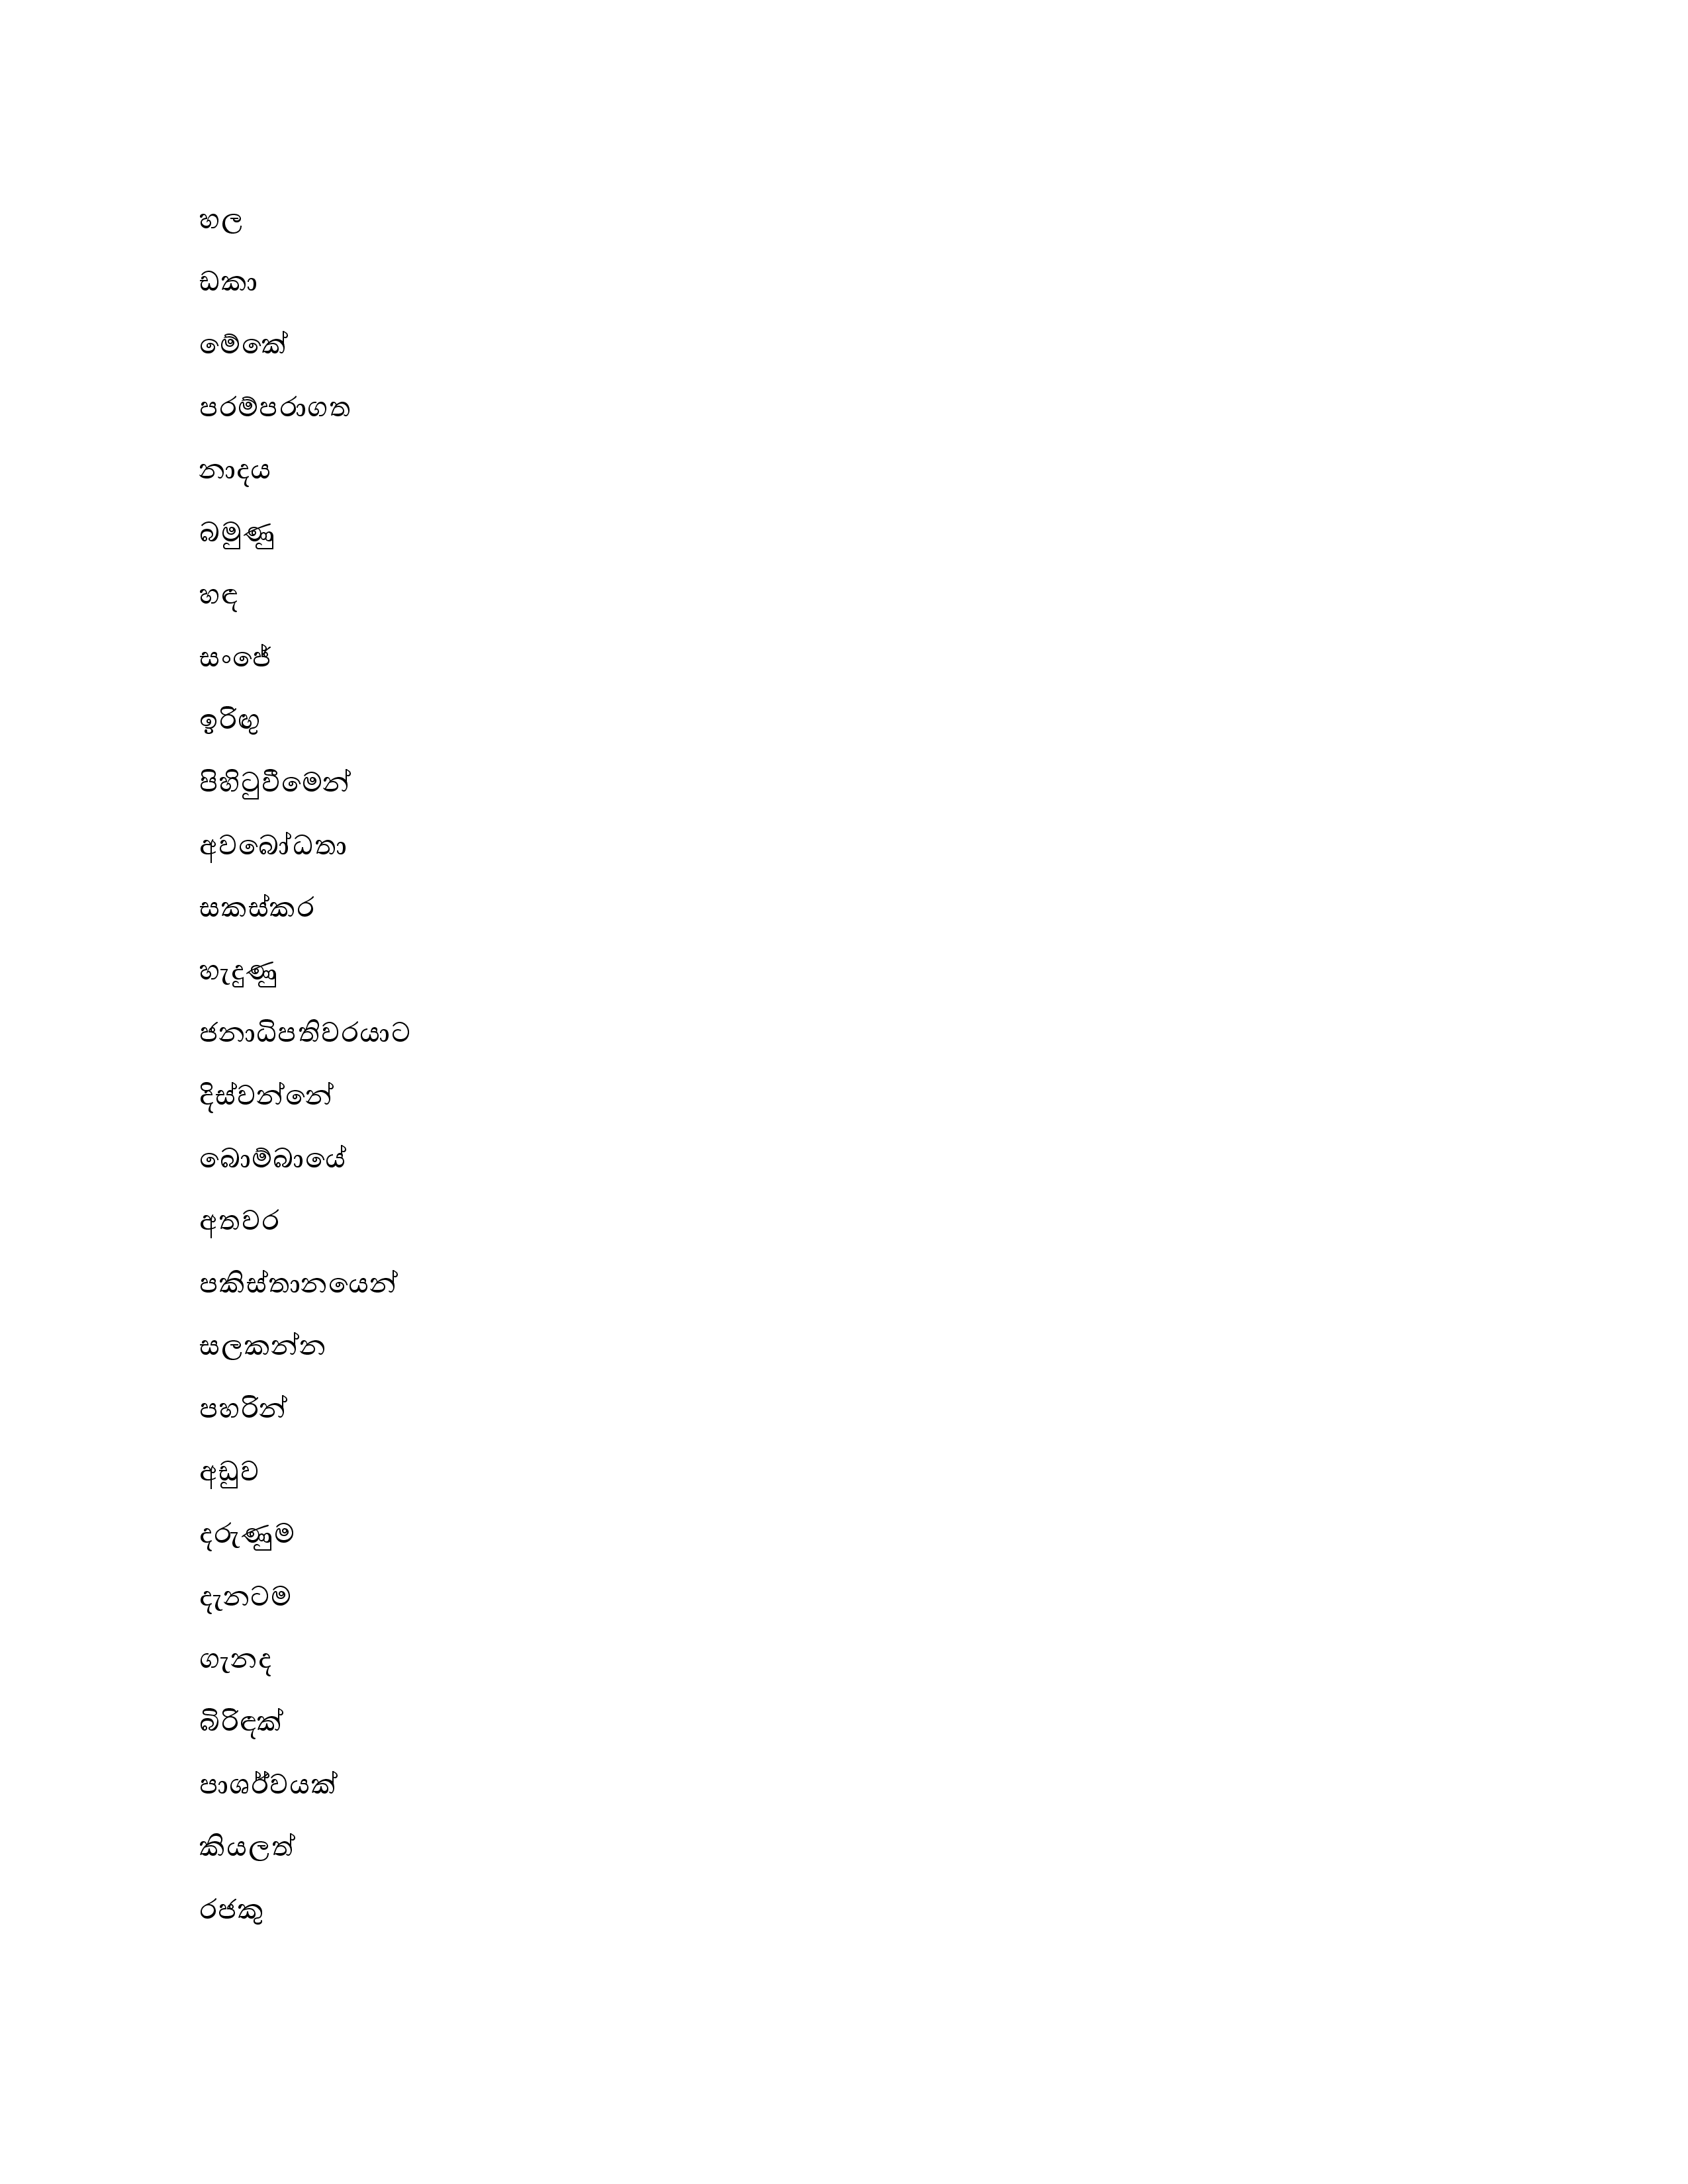 හල
ඩකා
මේකේ
පරම්පරාගත
නාදය
බමුණු
හඳ
සංජේ
ඉරිඟු
පිහිටුවීමෙන්
අවබෝධතා
සකස්කර
හැදුණු
ජනාධිපතිවරයාට
දිස්වන්නේ
බොම්බායේ
අතවර
පකිස්තානයෙන්
සලකන්න
පහරින්
අඩුව
දරුණුම
දැනටම
ගැනද
බිරිඳක්
පාර්ශ්වයක්
කියලත්
රජකු